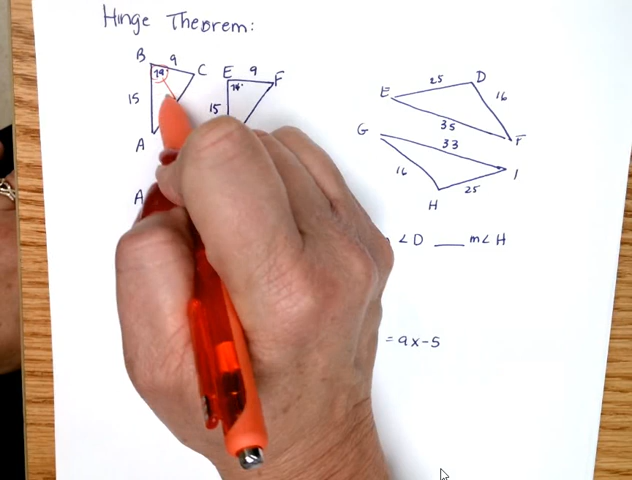 Hinge Theorem:
B 9 C E 9 F
15 15
A
A
25 D
E 16
35 F
G 33
16 25 I
H
∠D ___ m∠H
= 9x-5